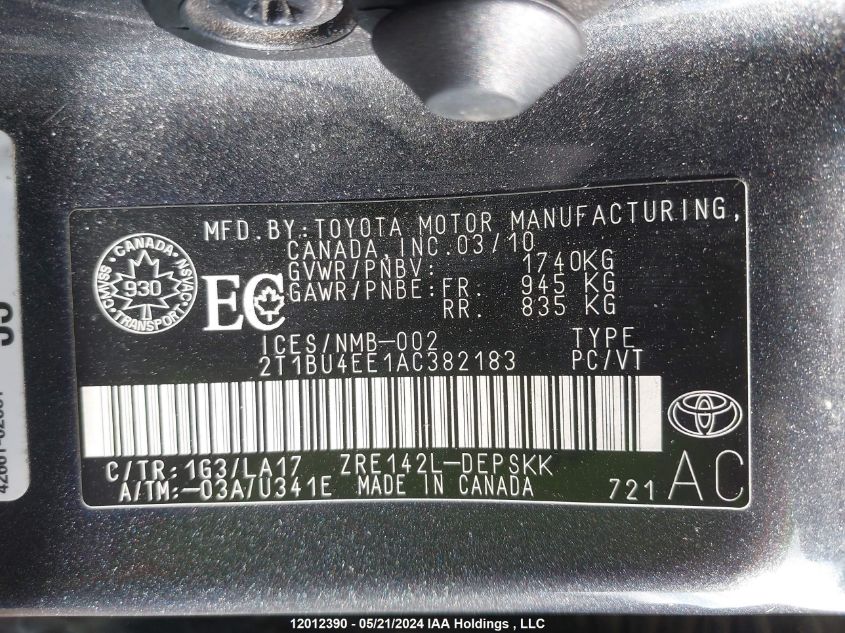 MFD.BY:TOYOTA MOTOR MANUFACTURING,
CANADA,INC.03/10
GVWR/PNBV: 1740KG
GAWR/PNBE: FR. 945 KG
RR. 835 KG
CANADA
CMVSS 930 NSVAC
TRANSPORT
EC
ICES/NMB-002 TYPE
2T1BU4EE1AC382183 PC/VT
C/TR:1G3/LA17 ZRE142L-DEPSKK
A/TM:-03A/U341E MADE IN CANADA 721 AC
12012390 - 05/21/2024 IAA Holdings , LLC